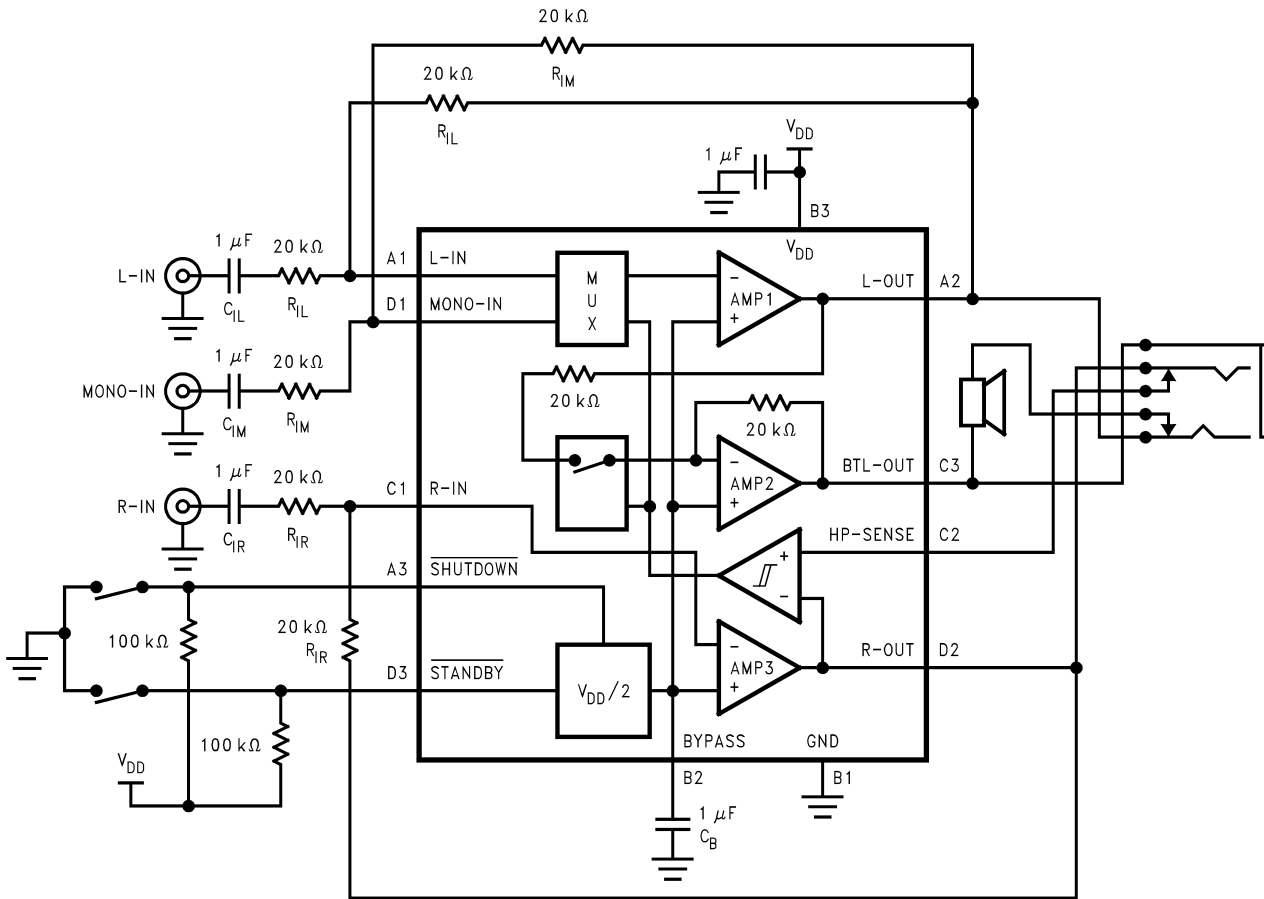 20 kΩ
R_IM
20 kΩ
R_IL
V_DD
1 µF
B3
V_DD
L-IN
1 µF
C_IL
20 kΩ
R_IL
A1
L-IN
D1
MONO-IN
M
U
X
-
AMP1
+
L-OUT
A2
MONO-IN
1 µF
C_IM
20 kΩ
R_IM
20 kΩ
20 kΩ
-
AMP2
+
BTL-OUT
C3
R-IN
1 µF
C_IR
20 kΩ
R_IR
C1
R-IN
HP-SENSE
C2
+
-
A3
SHUTDOWN
100 kΩ
20 kΩ
R_IR
D3
STANDBY
V_DD/2
-
AMP3
+
R-OUT
D2
100 kΩ
V_DD
BYPASS
GND
B2
B1
1 µF
C_B